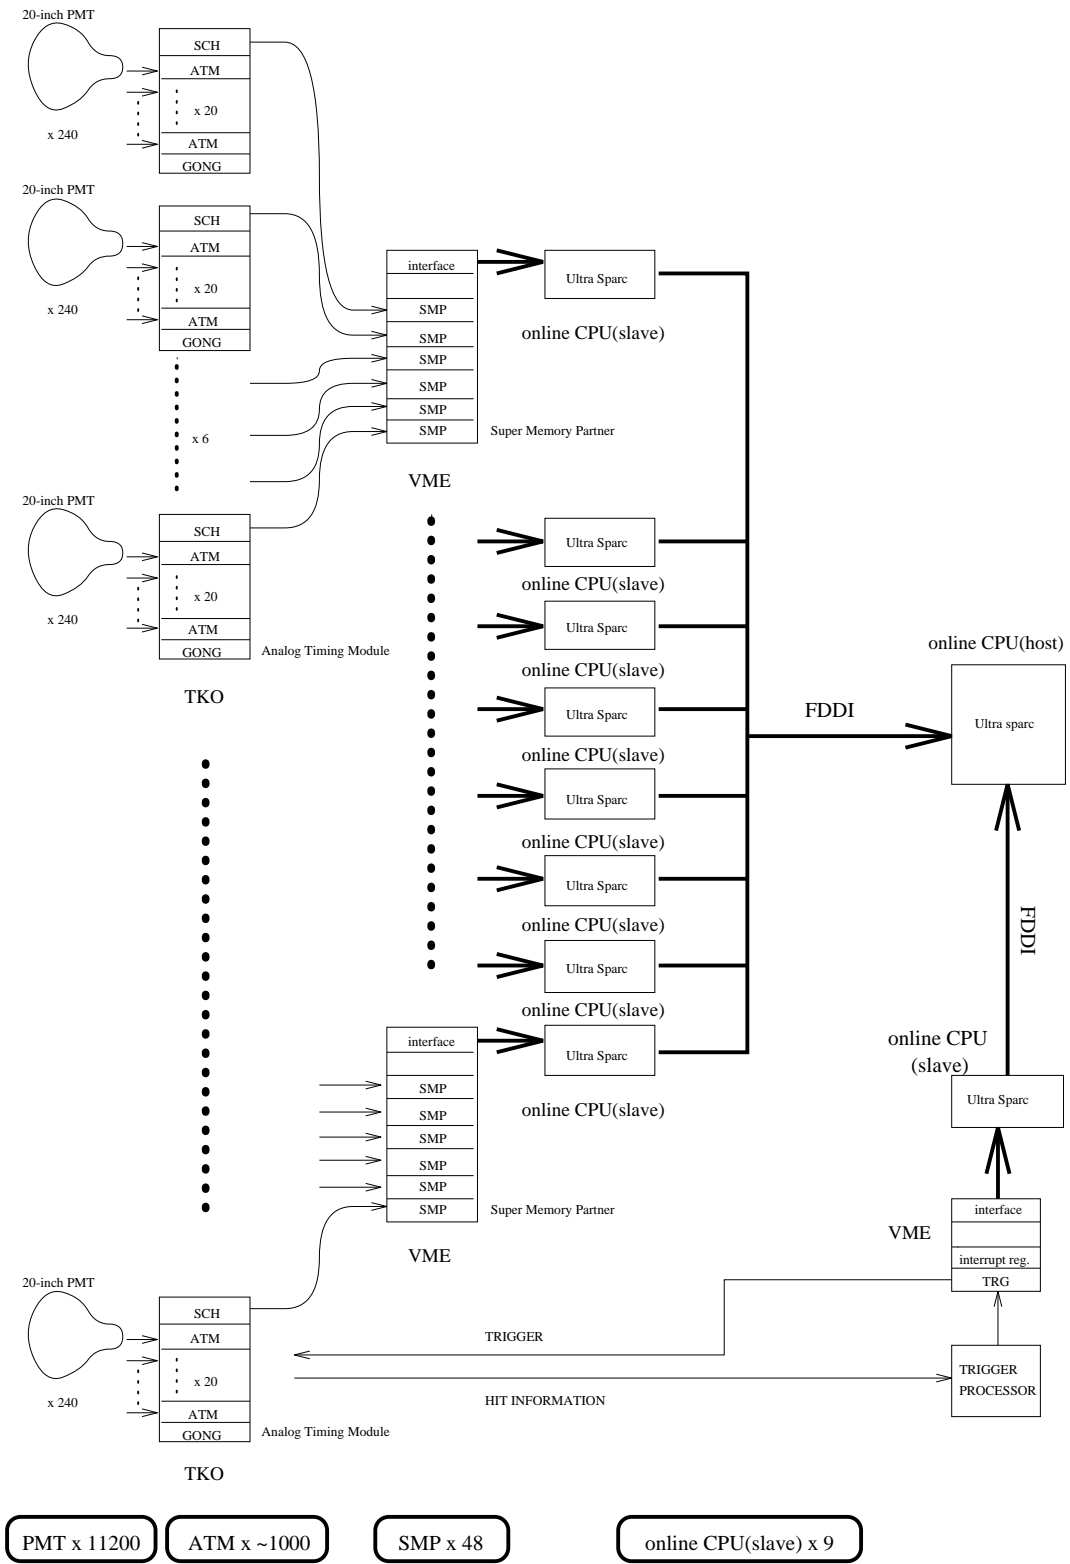 20-inch PMT
SCH
ATM
x 20
x 240
ATM
GONG
20-inch PMT
SCH
ATM
x 20
x 240
ATM
GONG
x 6
20-inch PMT
SCH
ATM
x 20
x 240
ATM
GONG
Analog Timing Module
TKO
interface
SMP
SMP
SMP
SMP
SMP
SMP
Super Memory Partner
VME
Ultra Sparc
online CPU(slave)
Ultra Sparc
online CPU(slave)
Ultra Sparc
online CPU(slave)
Ultra Sparc
online CPU(slave)
Ultra Sparc
online CPU(slave)
Ultra Sparc
online CPU(slave)
Ultra Sparc
online CPU(slave)
Ultra Sparc
online CPU(slave)
interface
SMP
SMP
SMP
SMP
SMP
SMP
Super Memory Partner
VME
FDDI
online CPU(host)
Ultra sparc
FDDI
online CPU
(slave)
Ultra Sparc
VME
interface
interrupt reg.
TRG
TRIGGER
PROCESSOR
TRIGGER
HIT INFORMATION
20-inch PMT
SCH
ATM
x 20
x 240
ATM
GONG
Analog Timing Module
TKO
PMT x 11200
ATM x ~1000
SMP x 48
online CPU(slave) x 9